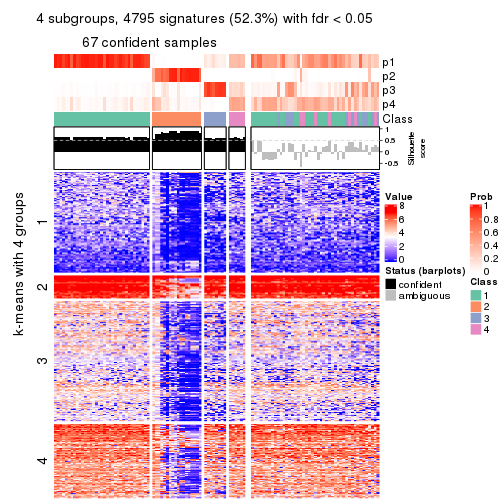 4 subgroups, 4795 signatures (52.3%) with fdr < 0.05
67 confident samples
p1
p2
p3
p4
Class
1
0.5
0
-0.5
Silhouette
score
k-means with 4 groups
1
2
3
4
Value
8
6
4
2
0
Status (barplots)
confident
ambiguous
Prob
1
0.8
0.6
0.4
0.2
0
Class
1
2
3
4